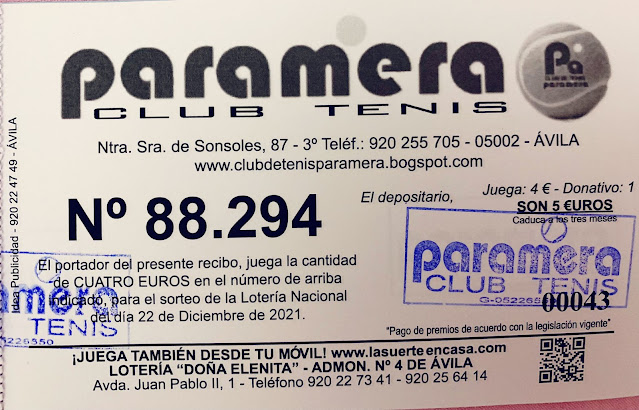 paramera
CLUB TENIS
Pa
paramera
Ntra. Sra. de Sonsoles, 87 - 3º Teléf.: 920 255 705 - 05002 - ÁVILA
www.clubdetenisparamera.bogspot.com
Idea Publicidad - 920 22 47 49 - ÁVILA
Nº 88.294
El depositario,
Juega: 4 € - Donativo: 1
SON 5 €UROS
Caduca a los tres meses
paramera
CLUB TENIS
G-05226550
00043
El portador del presente recibo, juega la cantidad
de CUATRO EUROS en el número de arriba
indicado, para el sorteo de la Lotería Nacional
del día 22 de Diciembre de 2021.
amera
TENIS
5226550
"Pago de premios de acuerdo con la legislación vigente"
¡JUEGA TAMBIÉN DESDE TU MÓVIL! www.lasuerteencasa.com
LOTERÍA “DOÑA ELENITA” - ADMON. Nº 4 DE ÁVILA
Avda. Juan Pablo II, 1 - Teléfono 920 22 73 41 - 920 25 64 14